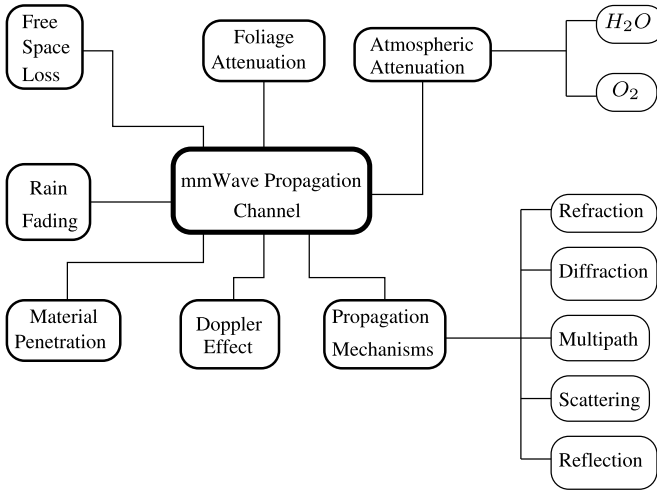 Free
Space
Loss
Foliage
Attenuation
Atmospheric
Attenuation
H₂O
O₂
mmWave Propagation
Channel
Rain
Fading
Material
Penetration
Doppler
Effect
Propagation
Mechanisms
Refraction
Diffraction
Multipath
Scattering
Reflection